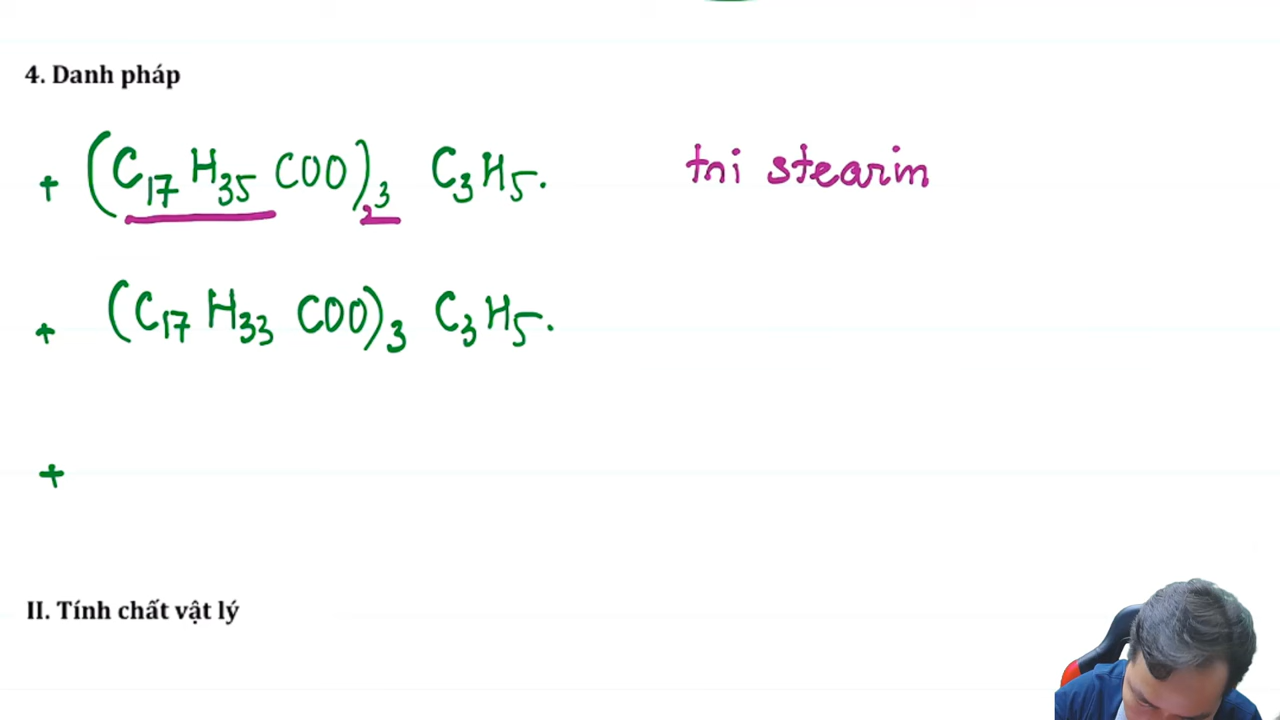 4. Danh pháp
+ (C₁₇H₃₅COO)₃ C₃H₅. tri stearin
+ (C₁₇H₃₃COO)₃ C₃H₅.
+
II. Tính chất vật lý